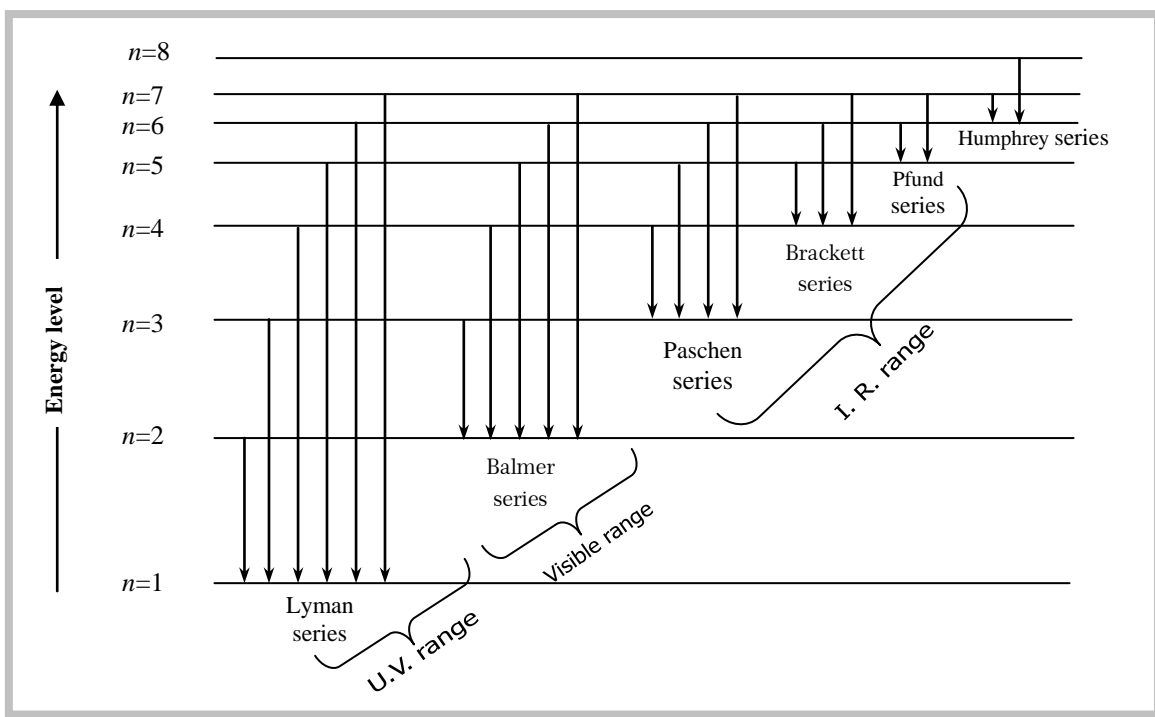 n=8
n=7
n=6
Humphrey series
n=5
Pfund
series
n=4
Brackett
series
Energy level
n=3
Paschen
series
I. R. range
n=2
Balmer
series
Visible range
n=1
Lyman
series
U.V. range